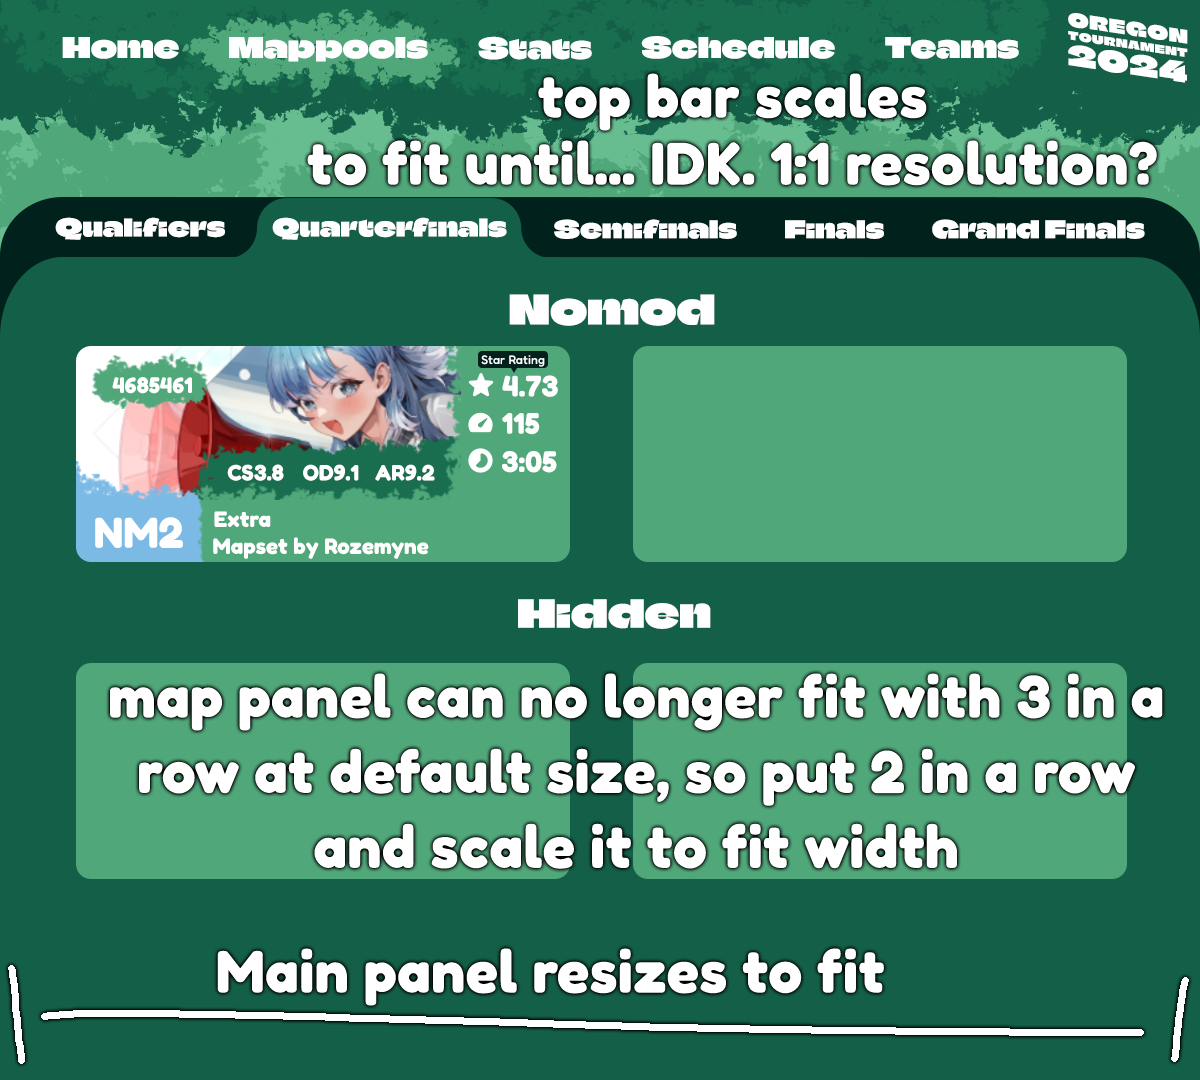 Home Mappools Stats Schedule Teams
OREGON
TOURNAMENT
2024
top bar scales
to fit until... IDK. 1:1 resolution?
Qualifiers Quarterfinals Semifinals Finals Grand Finals
Nomod
4685461
Star Rating
4.73
115
3:05
CS3.8 OD9.1 AR9.2
NM2
Extra
Mapset by Rozemyne
Hidden
map panel can no longer fit with 3 in a
row at default size, so put 2 in a row
and scale it to fit width
Main panel resizes to fit